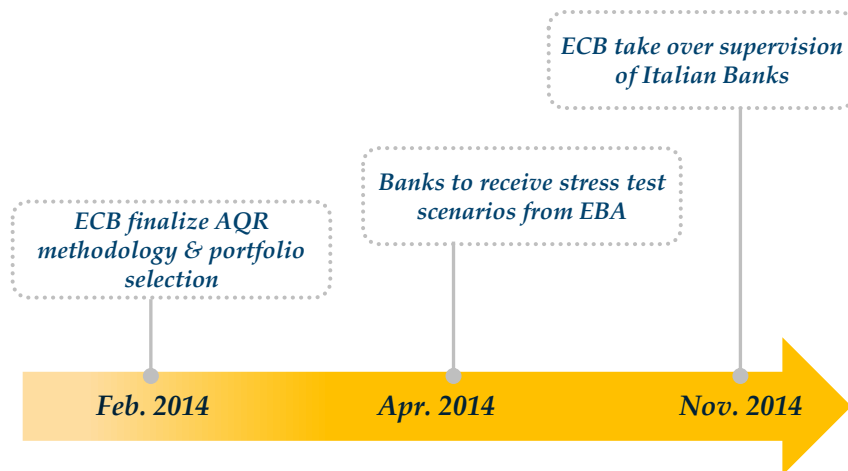 ECB take over supervision
of Italian Banks
Banks to receive stress test
scenarios from EBA
ECB finalize AQR
methodology & portfolio
selection
Feb. 2014
Apr. 2014
Nov. 2014